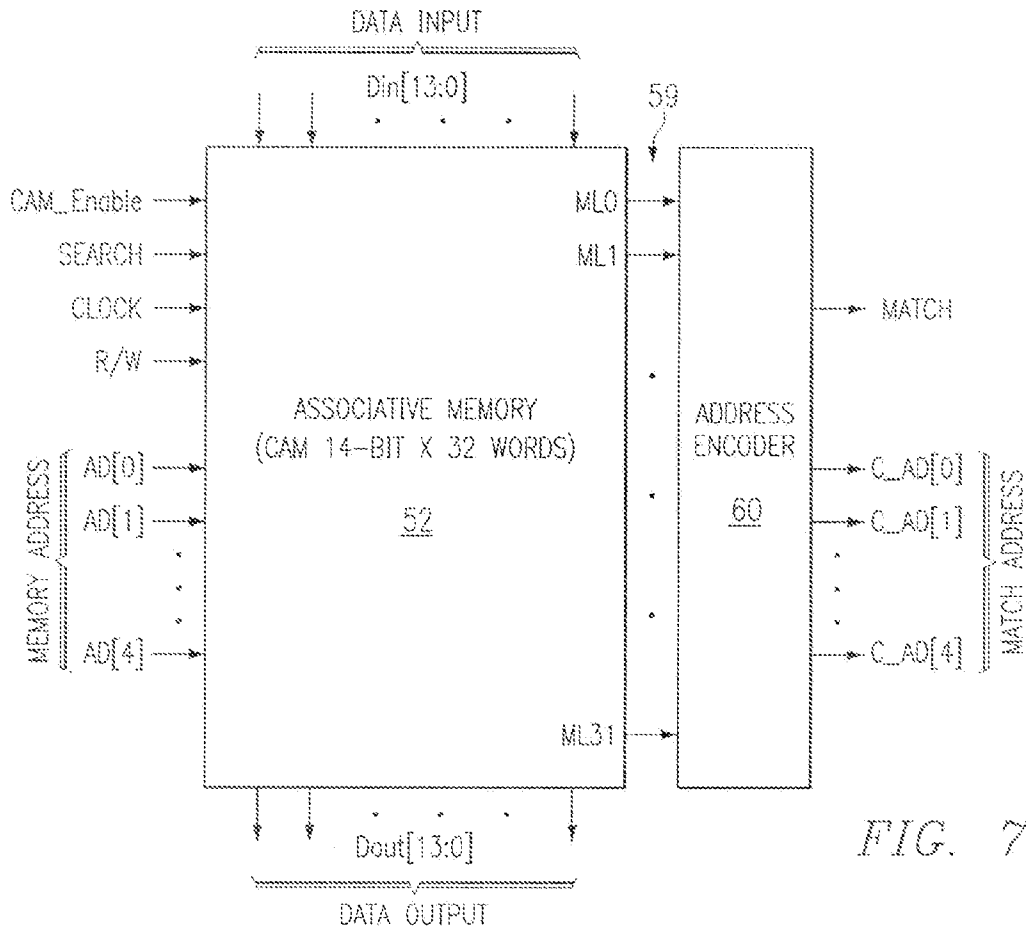 DATA INPUT
Din[13:0]
59
CAM_Enable
SEARCH
CLOCK
R/W
ML0
ML1
MATCH
ASSOCIATIVE MEMORY
(CAM 14-BIT X 32 WORDS)
52
ADDRESS
ENCODER
60
MEMORY ADDRESS
AD[0]
AD[1]
AD[4]
C_AD[0]
C_AD[1]
C_AD[4]
MATCH ADDRESS
ML31
Dout[13:0]
DATA OUTPUT
FIG. 7